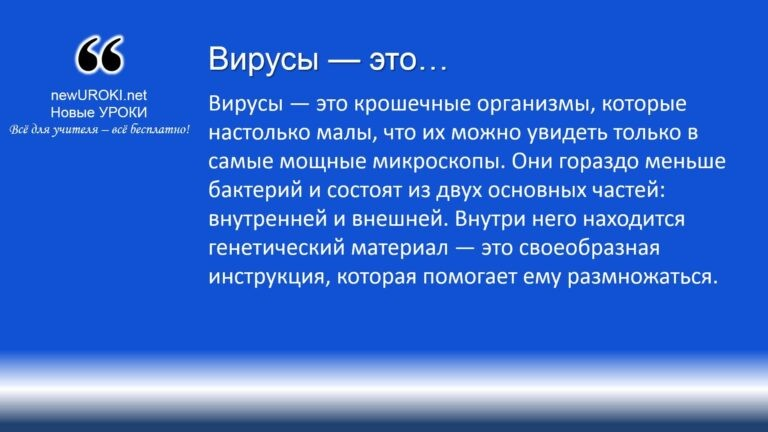 “
newUROKI.net
Новые УРОКИ
Всё для учителя – всё бесплатно!
Вирусы — это…
Вирусы — это крошечные организмы, которые
настолько малы, что их можно увидеть только в
самые мощные микроскопы. Они гораздо меньше
бактерий и состоят из двух основных частей:
внутренней и внешней. Внутри него находится
генетический материал — это своеобразная
инструкция, которая помогает ему размножаться.